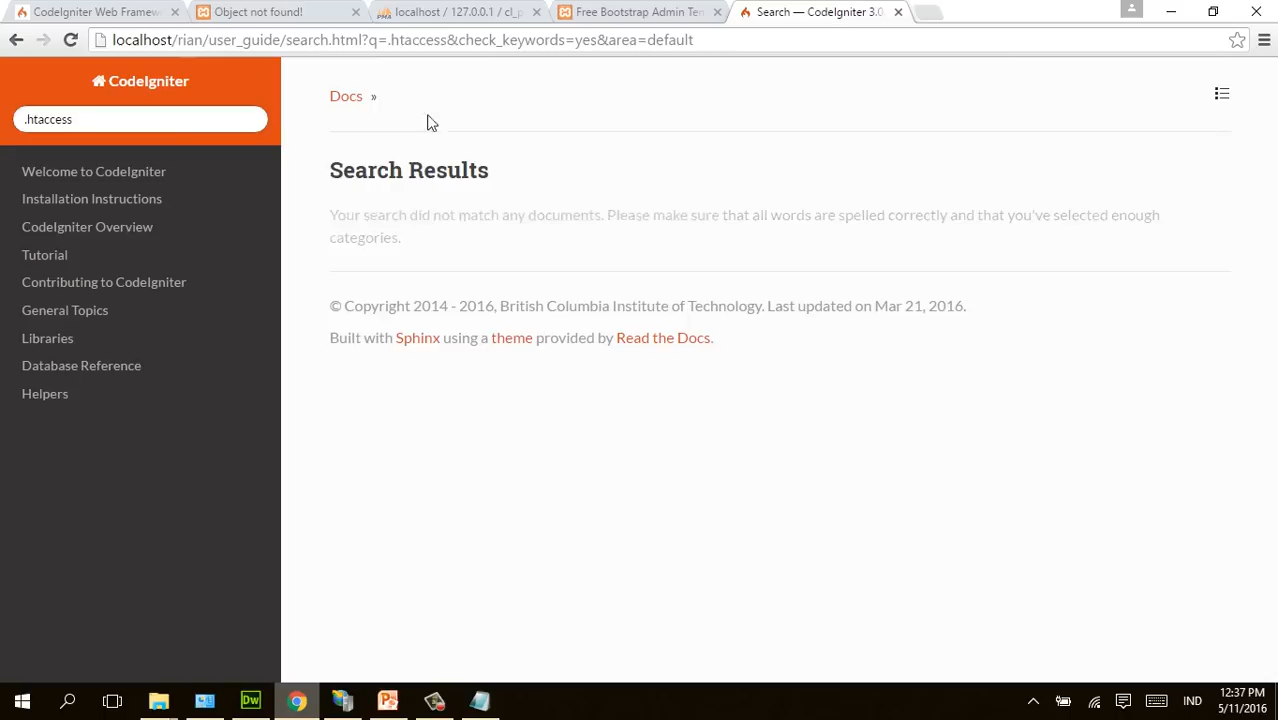 CodeIgniter Web Framew
Object not found!
localhost / 127.0.0.1 / cl_p
Free Bootstrap Admin Ten
Search — CodeIgniter 3.0.
localhost/rian/user_guide/search.html?q=.htaccess&check_keywords=yes&area=default
CodeIgniter
.htaccess
Welcome to CodeIgniter
Installation Instructions
CodeIgniter Overview
Tutorial
Contributing to CodeIgniter
General Topics
Libraries
Database Reference
Helpers
Docs »
Search Results
Your search did not match any documents. Please make sure that all words are spelled correctly and that you've selected enough
categories.
© Copyright 2014 - 2016, British Columbia Institute of Technology. Last updated on Mar 21, 2016.
Built with Sphinx using a theme provided by Read the Docs.
Dw
IND
12:37 PM
5/11/2016